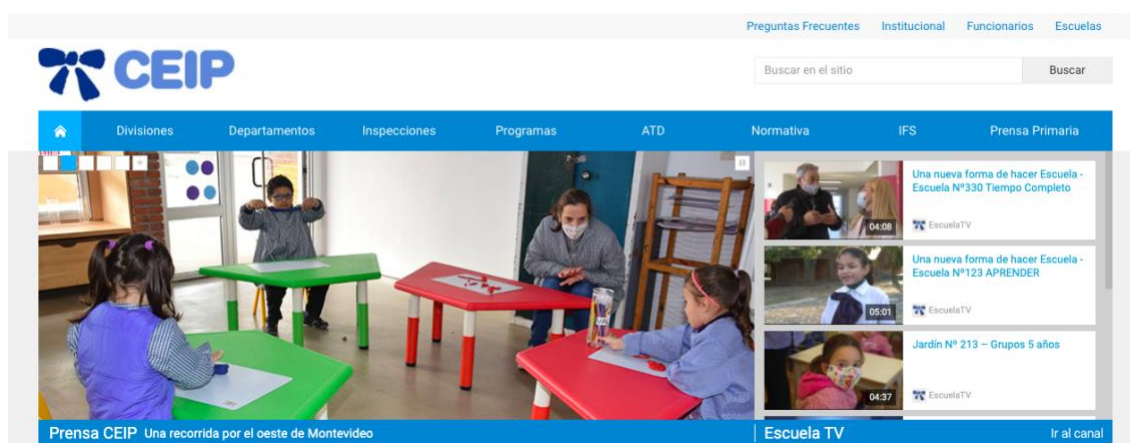 Preguntas Frecuentes Institucional Funcionarios Escuelas
CEIP
Buscar en el sitio Buscar
Divisiones Departamentos Inspecciones Programas ATD Normativa IFS Prensa Primaria
Una nueva forma de hacer Escuela -
Escuela Nº330 Tiempo Completo
04:08 EscuelaTV
Una nueva forma de hacer Escuela -
Escuela Nº123 APRENDER
05:01 EscuelaTV
Jardín Nº 213 – Grupos 5 años
04:37 EscuelaTV
Prensa CEIP Una recorrida por el oeste de Montevideo
Escuela TV Ir al canal